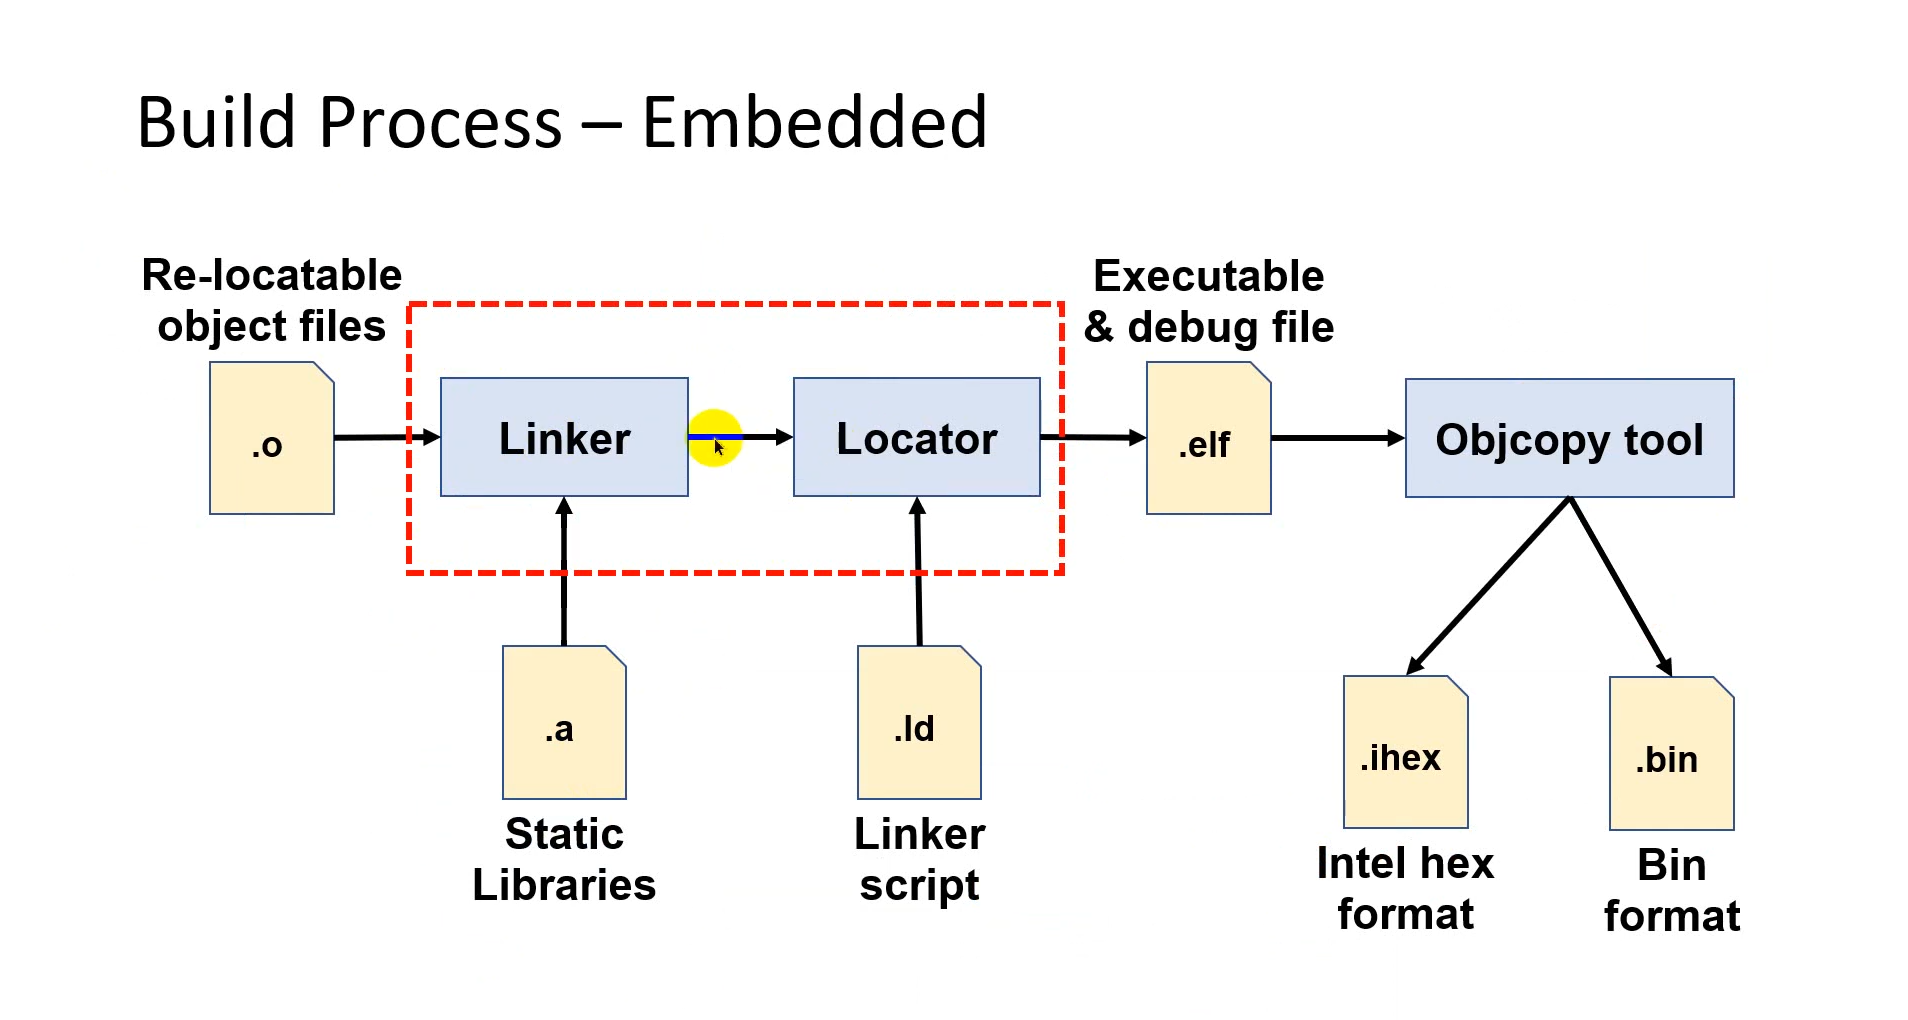 Build Process – Embedded
Re-locatable
object files
Executable
& debug file
.o
Linker
Locator
.elf
Objcopy tool
.a
.ld
.ihex
.bin
Static
Libraries
Linker
script
Intel hex
format
Bin
format